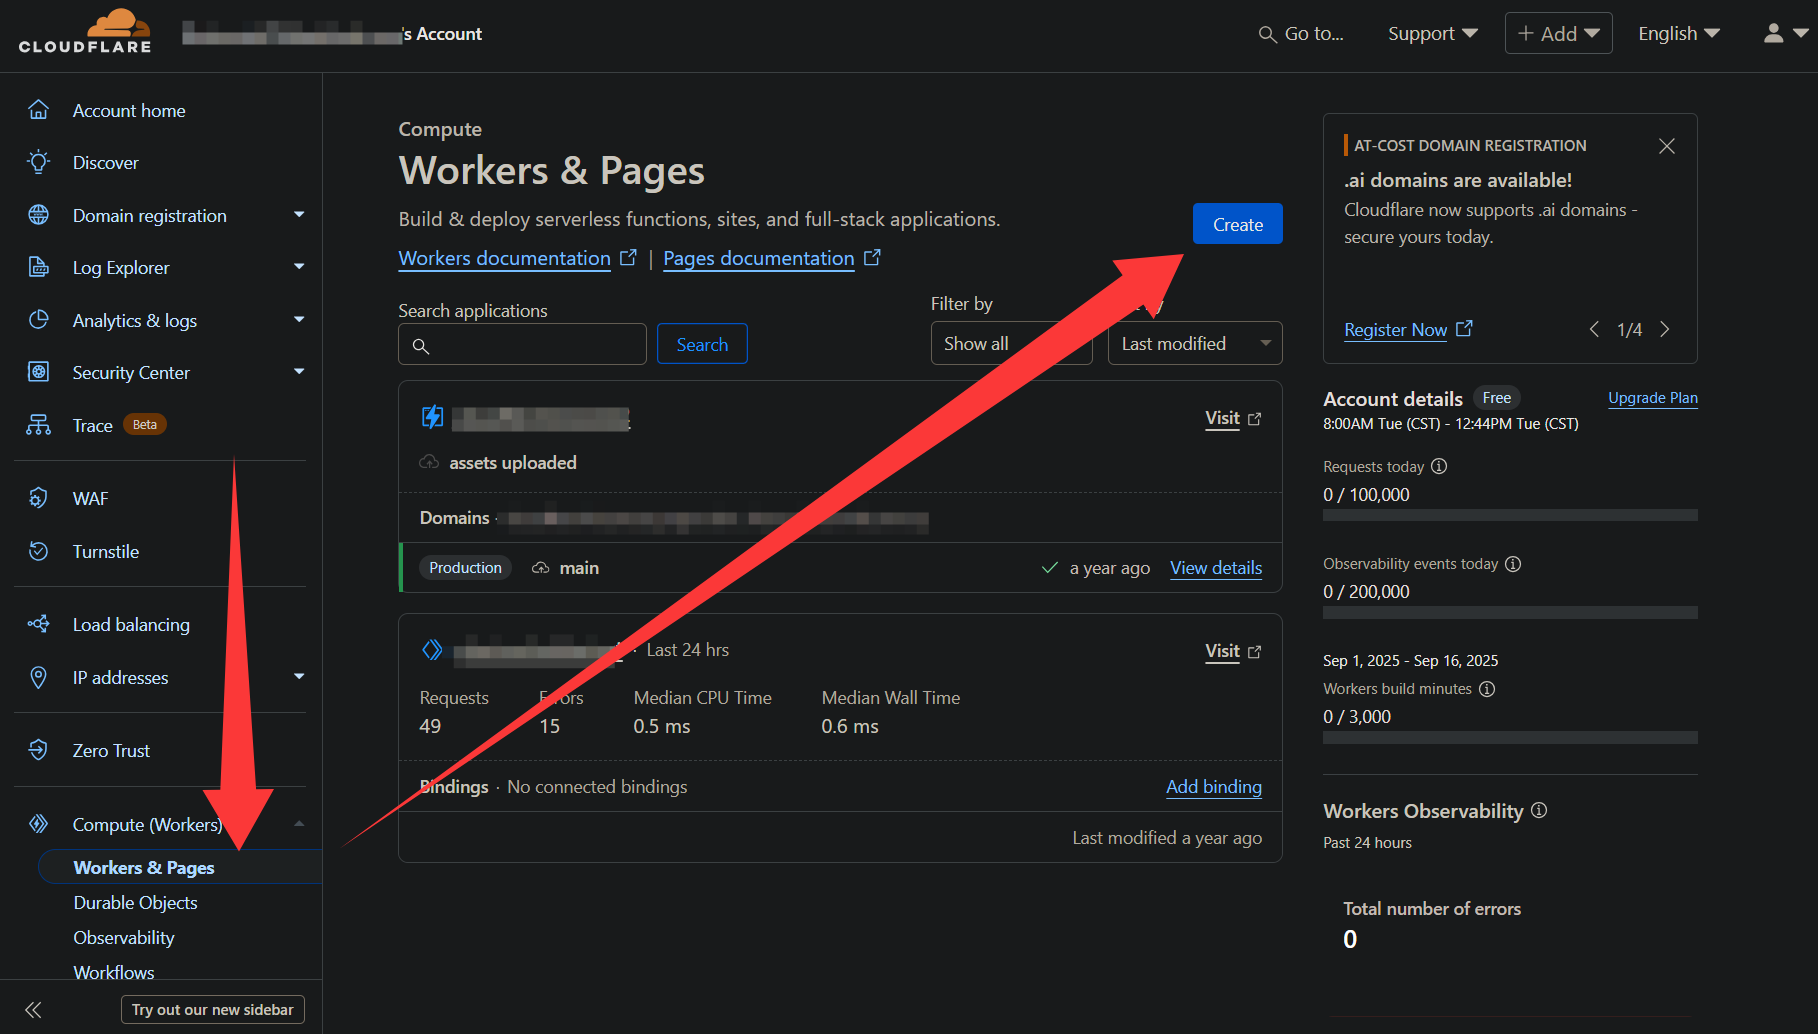 CLOUDFLARE
's Account
Go to...
Support
+ Add
English
Account home
Discover
Domain registration
Log Explorer
Analytics & logs
Security Center
Trace Beta
WAF
Turnstile
Load balancing
IP addresses
Zero Trust
Compute (Workers)
Workers & Pages
Durable Objects
Observability
Workflows
Try out our new sidebar
Compute
Workers & Pages
Build & deploy serverless functions, sites, and full-stack applications.
Workers documentation | Pages documentation
Create
Search applications
Search
Filter by
Show all
Last modified
Visit
assets uploaded
Domains
Production main a year ago View details
· Last 24 hrs Visit
Requests Median CPU Time Median Wall Time
49 15 0.5 ms 0.6 ms
Bindings · No connected bindings Add binding
Last modified a year ago
AT-COST DOMAIN REGISTRATION
.ai domains are available!
Cloudflare now supports .ai domains -
secure yours today.
Register Now 1/4
Account details Free Upgrade Plan
8:00AM Tue (CST) - 12:44PM Tue (CST)
Requests today
0 / 100,000
Observability events today
0 / 200,000
Sep 1, 2025 - Sep 16, 2025
Workers build minutes
0 / 3,000
Workers Observability
Past 24 hours
Total number of errors
0